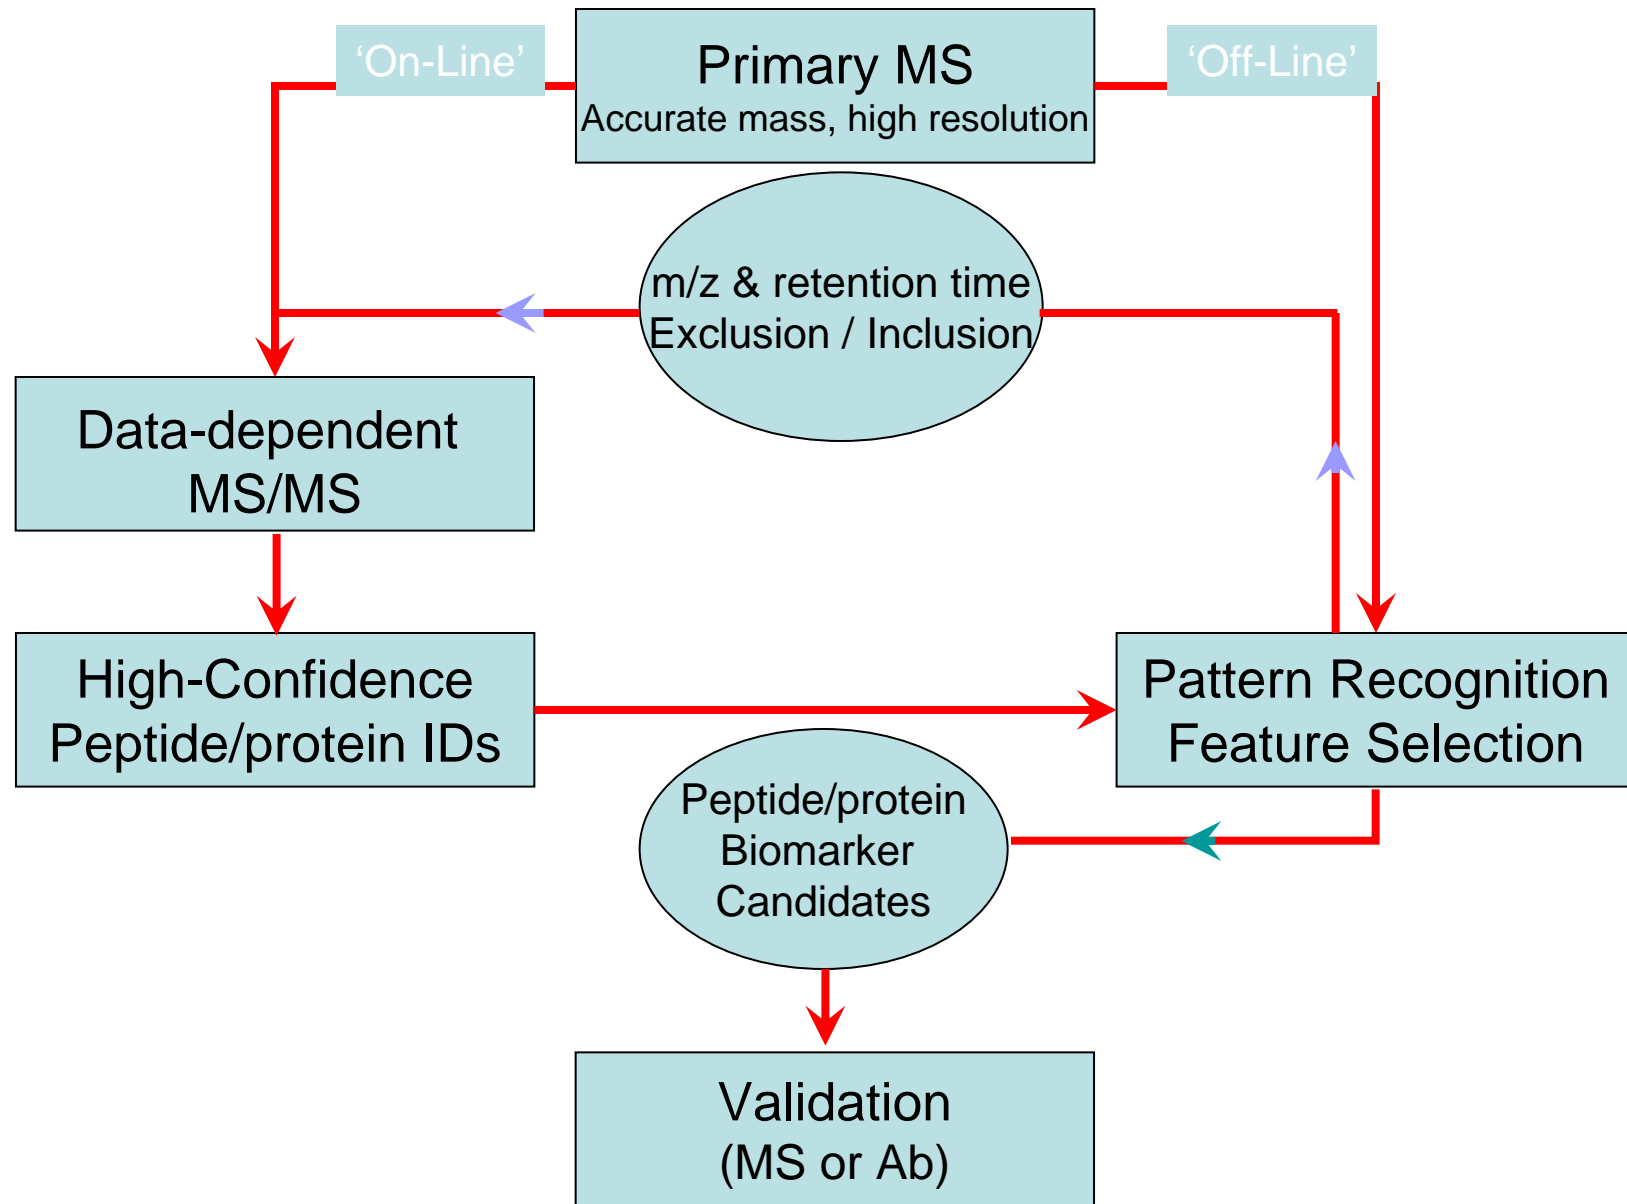 ‘On-Line’
Primary MS
Accurate mass, high resolution
‘Off-Line’
m/z & retention time
Exclusion / Inclusion
Data-dependent
MS/MS
High-Confidence
Peptide/protein IDs
Pattern Recognition
Feature Selection
Peptide/protein
Biomarker
Candidates
Validation
(MS or Ab)